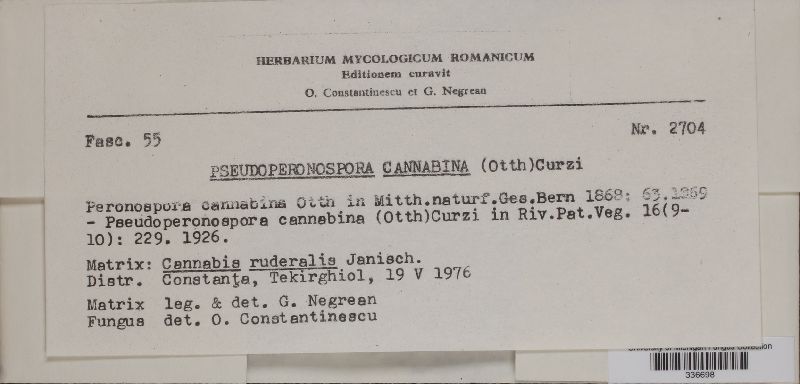 HERBARIUM MYCOLOGICUM ROMANICUM
Editionem curavit
O. Constantinescu et G. Negrean
Fasc. 55
Nr. 2704
PSEUDOPERONOSPORA CANNABINA (Otth)Curzi
Peronospora cannabina Otth in Mitth.naturf.Ges.Bern 1868: 63.1869
- Pseudoperonospora cannabina (Otth)Curzi in Riv.Pat.Veg. 16(9-
10): 229. 1926.
Matrix: Cannabis ruderalis Janisch.
Distr. Constanţa, Tekirghiol, 19 V 1976
Matrix leg. & det. G. Negrean
Fungus det. O. Constantinescu
University of Michigan Fungus Collection
336698